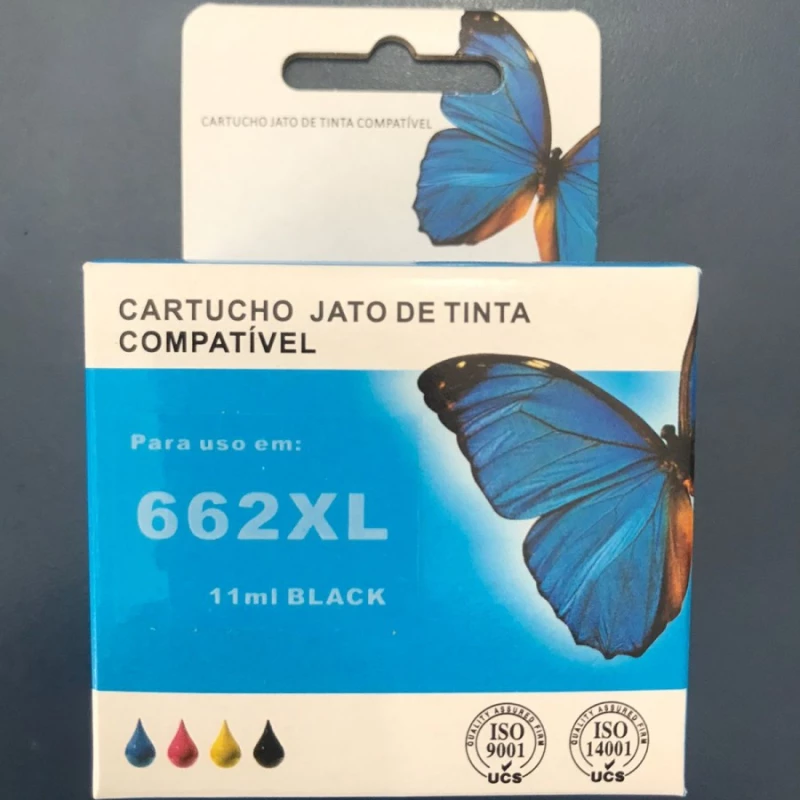 CARTUCHO JATO DE TINTA COMPATÍVEL
CARTUCHO JATO DE TINTA
COMPATÍVEL
Para uso em:
662XL
11ml BLACK
QUALITY ASSURED FIRM
ISO
9001
UCS
QUALITY ASSURED FIRM
ISO
14001
UCS